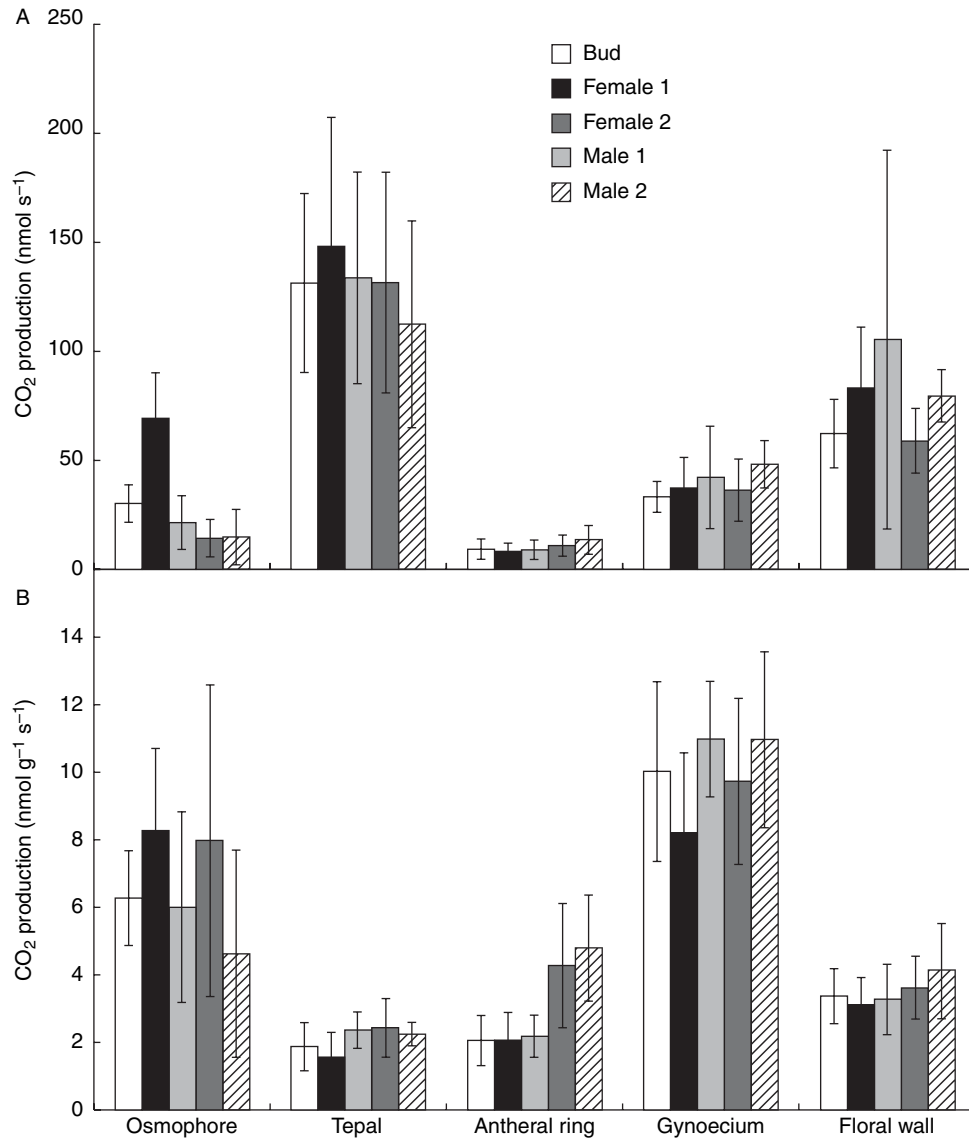 A
250
200
150
100
50
0
CO₂ production (nmol s⁻¹)
Bud
Female 1
Female 2
Male 1
Male 2
B
14
12
10
8
6
4
2
0
CO₂ production (nmol g⁻¹ s⁻¹)
Osmophore Tepal Antheral ring Gynoecium Floral wall